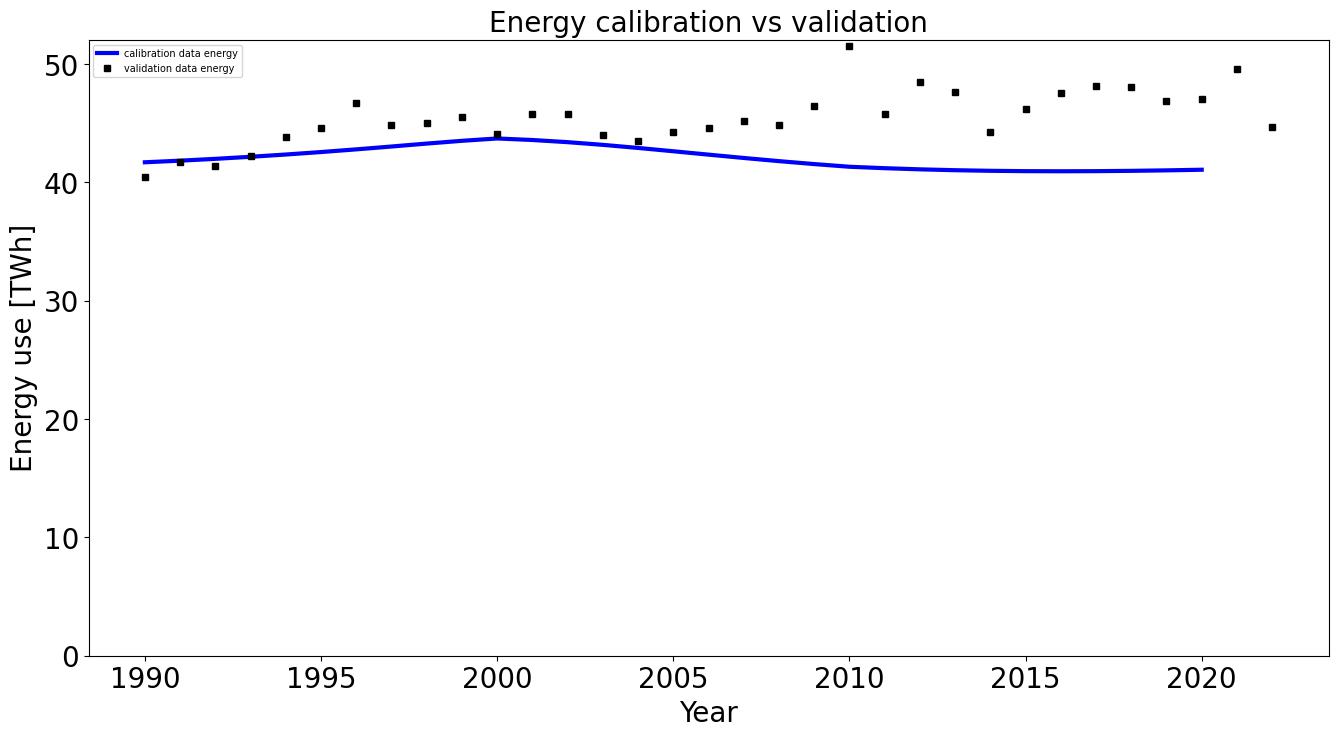 Energy calibration vs validation
calibration data energy
validation data energy
Energy use [TWh]
50
40
30
20
10
0
1990 1995 2000 2005 2010 2015 2020
Year